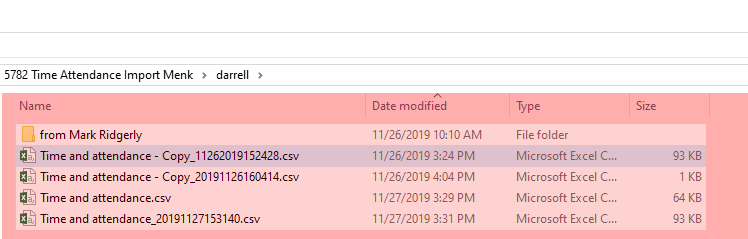 5782 Time Attendance Import Menk > darrell >
Name Date modified Type Size
from Mark Ridgerly 11/26/2019 10:10 AM File folder
Time and attendance - Copy_11262019152428.csv 11/26/2019 3:24 PM Microsoft Excel C... 93 KB
Time and attendance - Copy_20191126160414.csv 11/26/2019 4:04 PM Microsoft Excel C... 1 KB
Time and attendance.csv 11/27/2019 3:29 PM Microsoft Excel C... 64 KB
Time and attendance_20191127153140.csv 11/27/2019 3:31 PM Microsoft Excel C... 93 KB